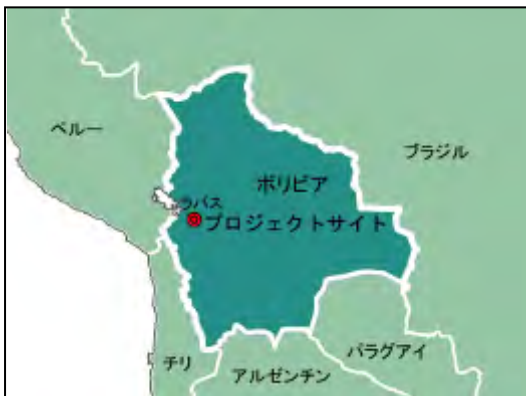 ペルー
ブラジル
ボリビア
ラパス
プロジェクトサイト
チリ
パラグアイ
アルゼンチン